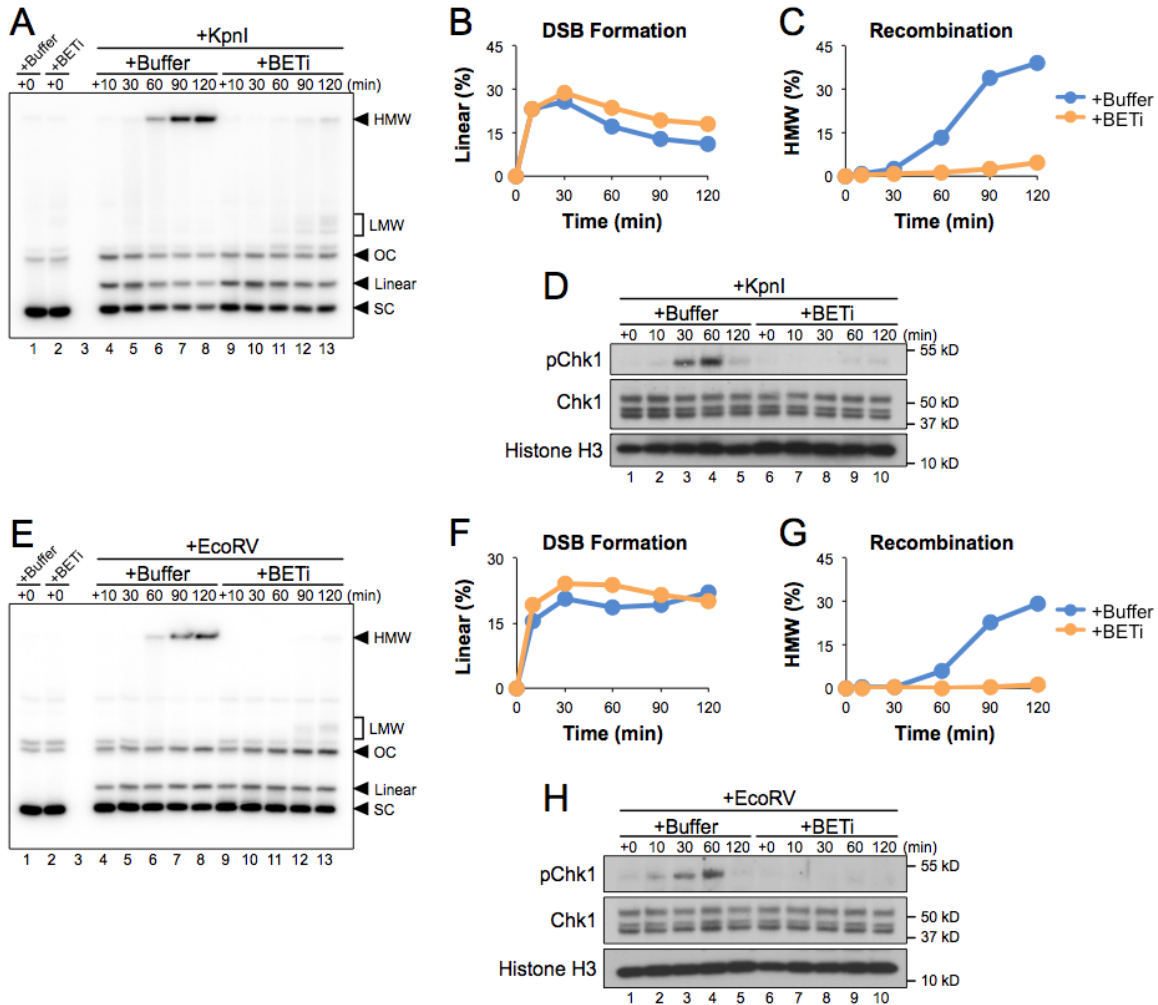 A
+Buffer
+BETi
+KpnI
+Buffer +BETi
+0 +0 +10 30 60 90 120 +10 30 60 90 120 (min)
HMW
LMW
OC
Linear
SC
1 2 3 4 5 6 7 8 9 10 11 12 13
B
DSB Formation
Linear (%)
45
30
15
0
0 30 60 90 120
Time (min)
C
Recombination
HMW (%)
45
30
15
0
0 30 60 90 120
Time (min)
+Buffer
+BETi
D
+KpnI
+Buffer +BETi
+0 10 30 60 120 +0 10 30 60 120 (min)
pChk1
55 kD
Chk1
50 kD
37 kD
Histone H3
10 kD
1 2 3 4 5 6 7 8 9 10
E
+Buffer
+BETi
+EcoRV
+Buffer +BETi
+0 +0 +10 30 60 90 120 +10 30 60 90 120 (min)
HMW
LMW
OC
Linear
SC
1 2 3 4 5 6 7 8 9 10 11 12 13
F
DSB Formation
Linear (%)
30
15
0
0 30 60 90 120
Time (min)
G
Recombination
HMW (%)
45
30
15
0
0 30 60 90 120
Time (min)
+Buffer
+BETi
H
+EcoRV
+Buffer +BETi
+0 10 30 60 120 +0 10 30 60 120 (min)
pChk1
55 kD
Chk1
50 kD
37 kD
Histone H3
10 kD
1 2 3 4 5 6 7 8 9 10